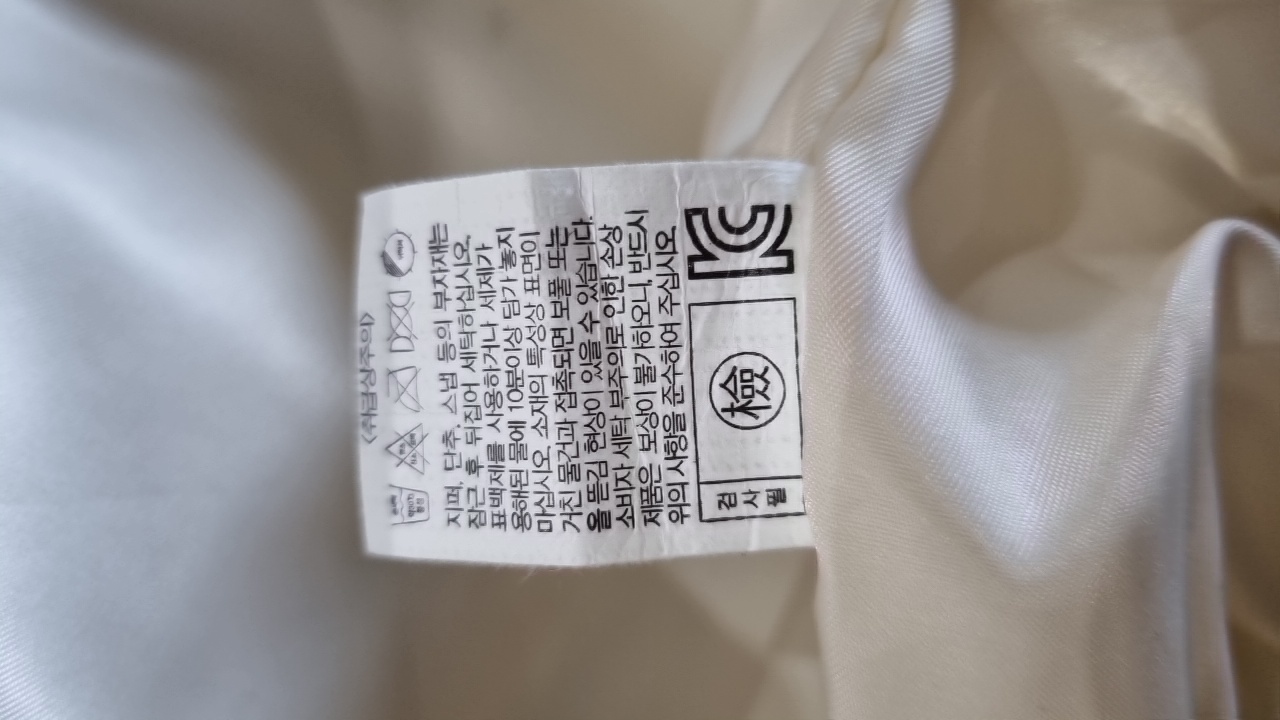 〈취급상주의〉
지퍼, 단추, 스냅 등의 부자재는
잠근 후 뒤집어 세탁하십시오.
표백제를 사용하거나 세제가
용해된 물에 10분이상 담가 놓지
마십시오. 소재의 특성상 표면이
거친 물건과 접촉되면 보풀 또는
올 뜯김 현상이 있을 수 있습니다.
소비자 세탁 부주의로 인한 손상
제품은 보상이 불가하오니, 반드시
위의 사항을 준수하여 주십시오.
검사필 檢